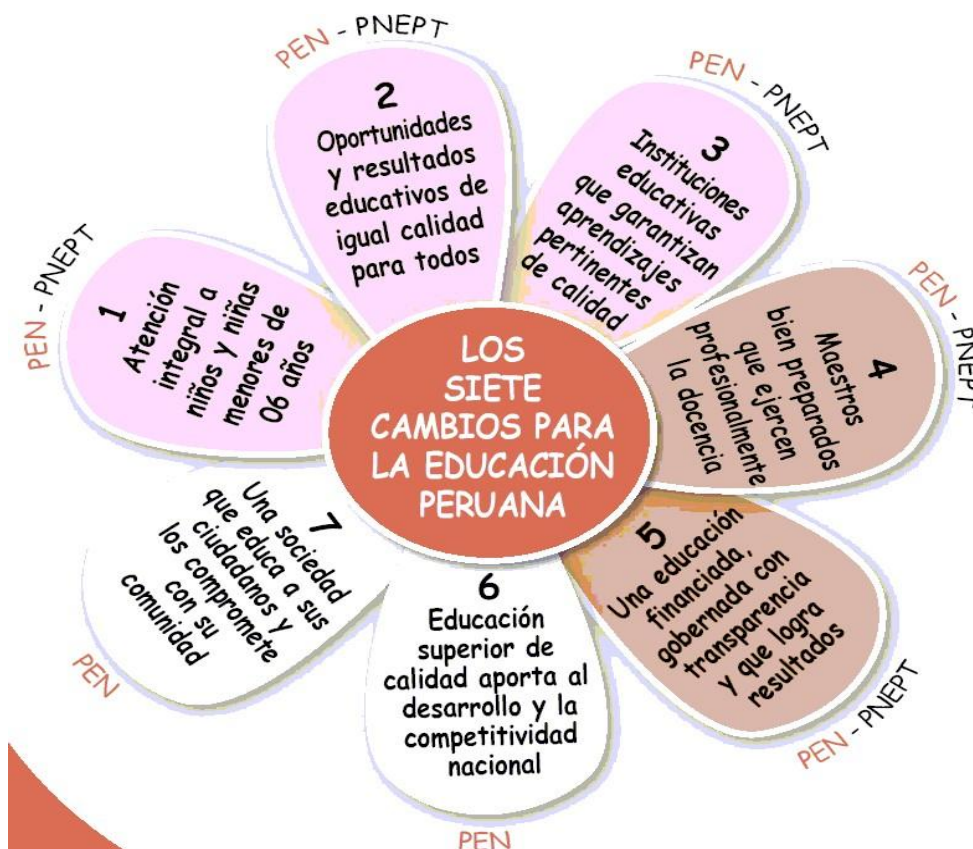 LOS
SIETE
CAMBIOS PARA
LA EDUCACIÓN
PERUANA
PEN - PNEPT
1
Atención
integral a
niños y niñas
menores de
06 años
PEN - PNEPT
2
Oportunidades
y resultados
educativos de
igual calidad
para todos
PEN - PNEPT
3
Instituciones
educativas
que garantizan
aprendizajes
pertinentes
de calidad
PEN - PNEPT
4
Maestros
bien preparados
que ejercen
profesionalmente
la docencia
PEN - PNEPT
5
Una educación
financiada,
gobernada con
transparencia
y que logra
resultados
6
Educación
superior de
calidad aporta al
desarrollo y la
competitividad
nacional
PEN
7
Una sociedad
que educa a sus
ciudadanos y
los compromete
con su
comunidad
PEN